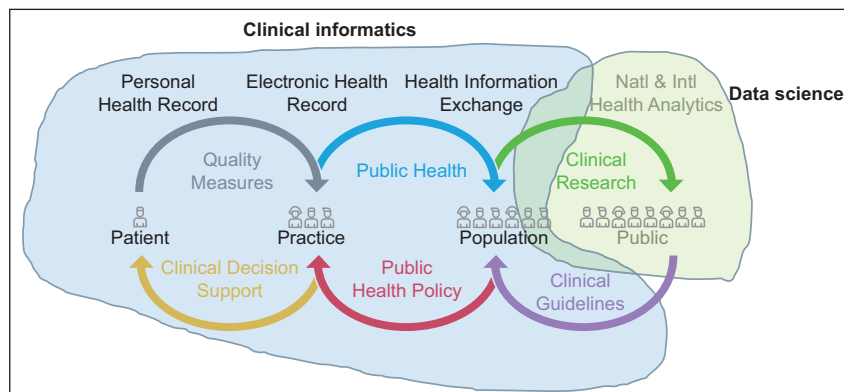 Clinical informatics
Personal
Health Record
Electronic Health
Record
Health Information
Exchange
Natl & Intl
Health Analytics
Data science
Quality
Measures
Public Health
Clinical
Research
Patient
Practice
Population
Public
Clinical Decision
Support
Public
Health Policy
Clinical
Guidelines